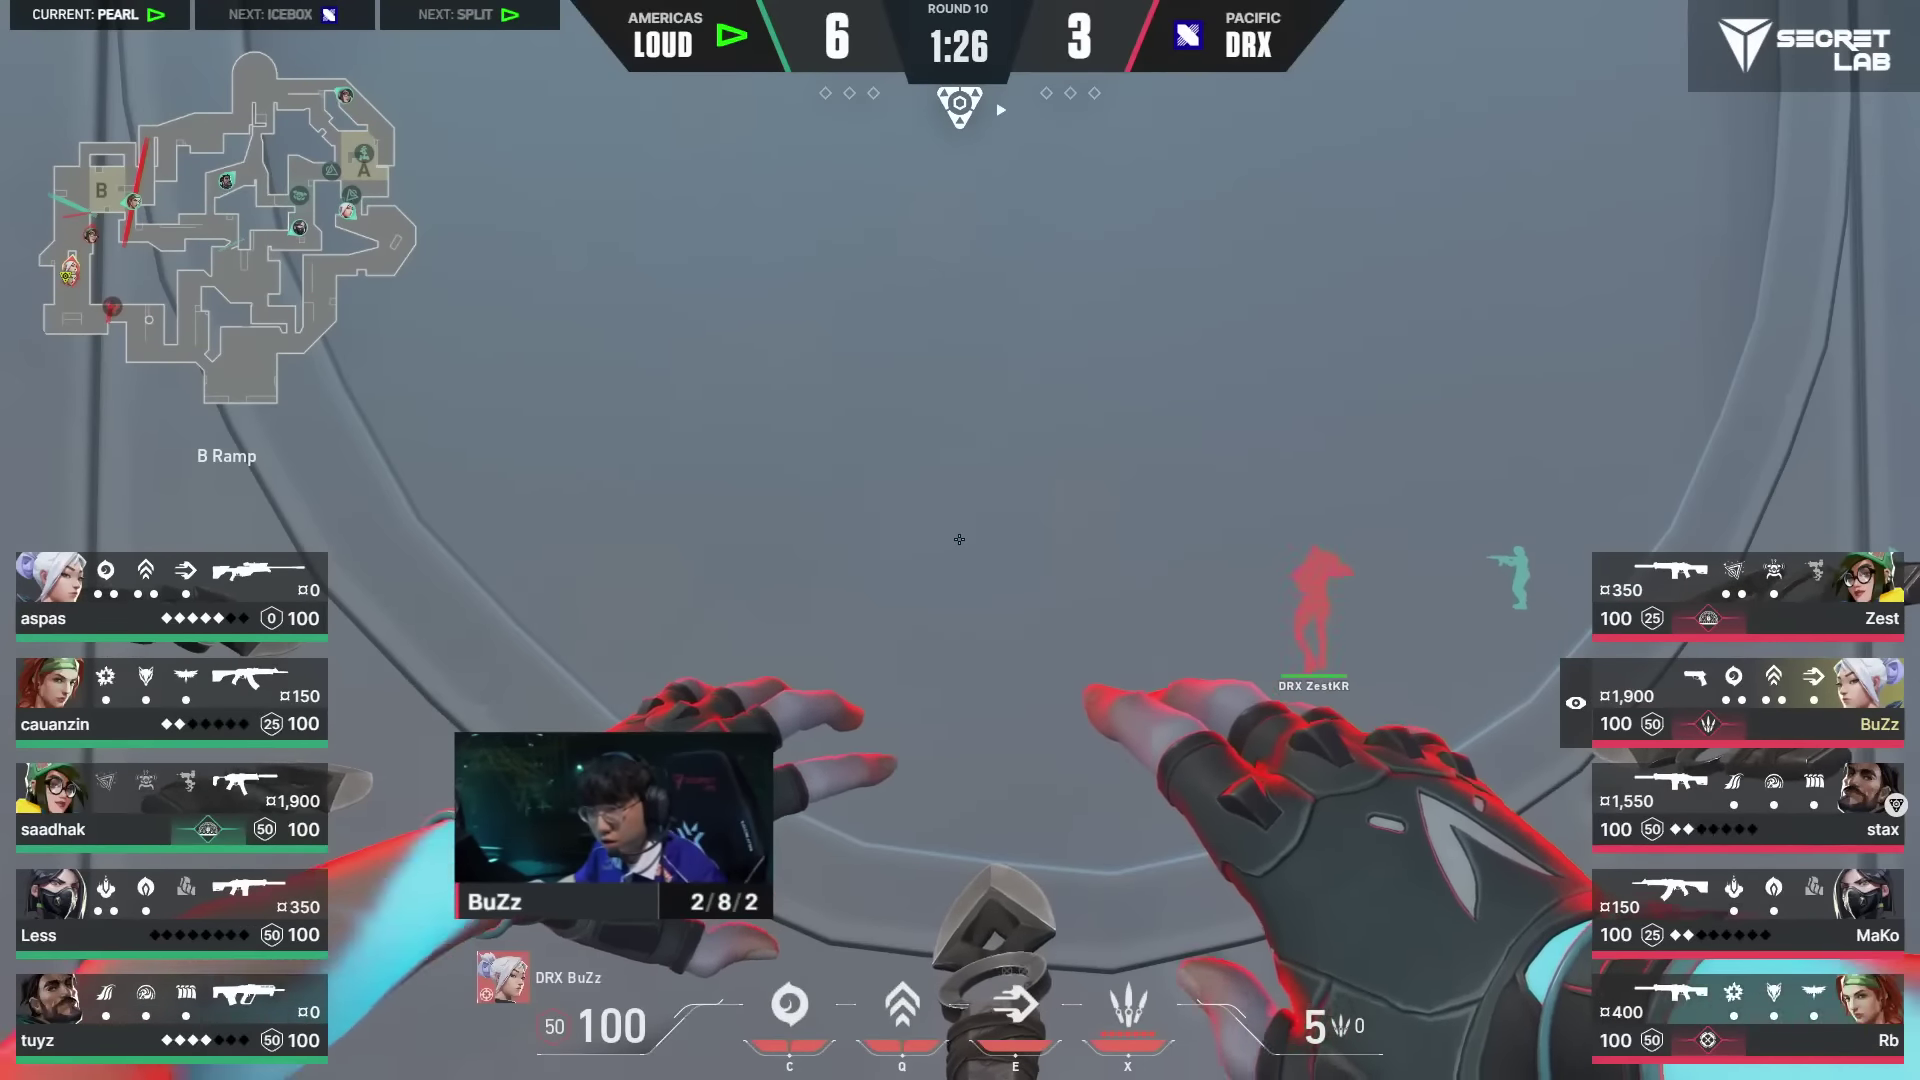 CURRENT: PEARL
NEXT: ICEBOX
NEXT: SPLIT
AMERICAS
LOUD
6
ROUND 10
1:26
3
PACIFIC
DRX
SECRET
LAB
A
B
B Ramp
DRX ZestKR
¤0
aspas
0 100
¤150
cauanzin
25 100
¤1,900
saadhak
50 100
¤350
Less
50 100
¤0
tuyz
50 100
¤350
100 25
Zest
¤1,900
100 50
BuZz
¤1,550
100 50
stax
¤150
100 25
MaKo
¤400
100 50
Rb
BuZz
2/8/2
DRX BuZz
50 100
5 0
C
Q
E
X